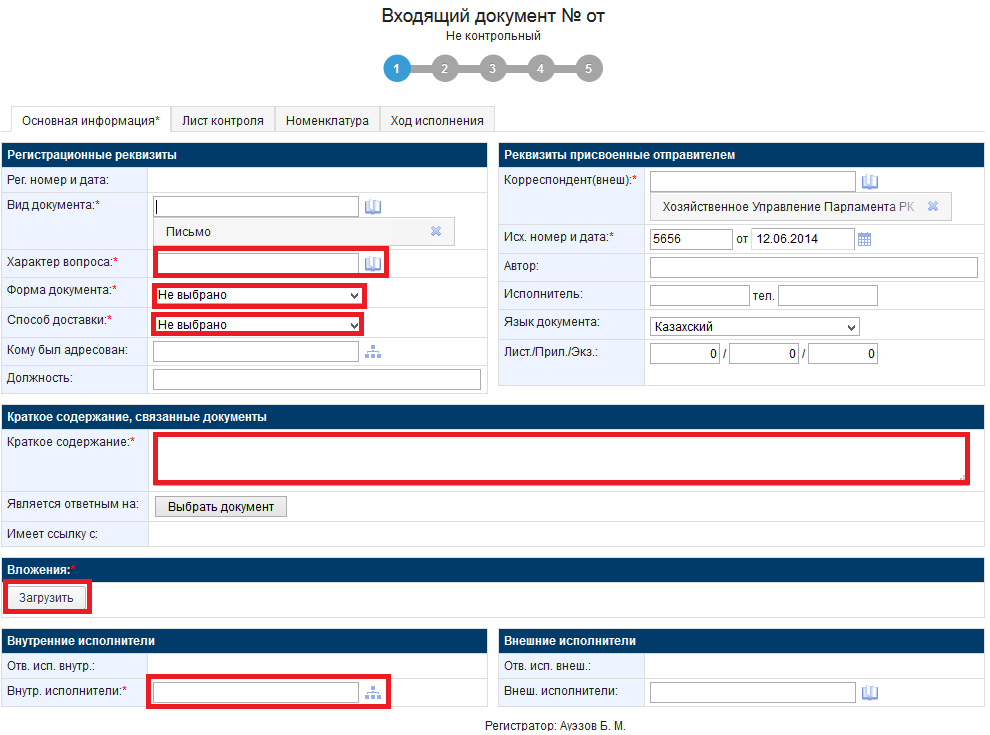 Входящий документ № от
Не контрольный
1 2 3 4 5
Основная информация* Лист контроля Номенклатура Ход исполнения
Регистрационные реквизиты
Рег. номер и дата:
Вид документа:*
Письмо
Характер вопроса:*
Форма документа:* Не выбрано
Способ доставки:* Не выбрано
Кому был адресован:
Должность:
Реквизиты присвоенные отправителем
Корреспондент(внеш):*
Хозяйственное Управление Парламента РК
Исх. номер и дата:* 5656 от 12.06.2014
Автор:
Исполнитель: тел.
Язык документа: Казахский
Лист./Прил./Экз.: 0 / 0 / 0
Краткое содержание, связанные документы
Краткое содержание:*
Является ответным на: Выбрать документ
Имеет ссылку с:
Вложения:*
Загрузить
Внутренние исполнители
Отв. исп. внутр.:
Внутр. исполнители:*
Внешние исполнители
Отв. исп. внеш.:
Внеш. исполнители:
Регистратор: Ауэзов Б. М.